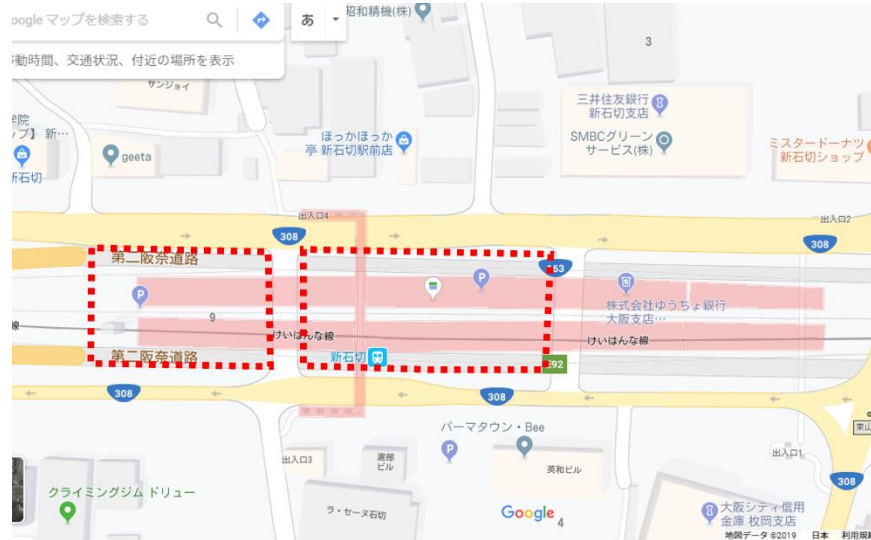 oogle マップを検索する
あ
昭和精機(株)
動時間、交通状況、付近の場所を表示
サンジョイ
3
三井住友銀行
新石切支店
学院
プ】 新…
新石切
geeta
ほっかほっか
亭 新石切駅前店
SMBCグリーン
サービス(株)
ミスタードーナツ
新石切ショップ
出入口4
出入口2
308
308
第二阪奈道路
P
P
9
株式会社ゆうちょ銀行
大阪支店…
線
けいはんな線
けいはんな線
第二阪奈道路
新石切
308
308
バーマタウン・Bee
P
出入口3
渡部
ビル
英和ビル
出入口1
308
クライミングジム ドリュー
ラ・セーヌ石切
Google
4
大阪シティ信用
金庫 枚岡支店
地図データ ©2019 日本 利用規